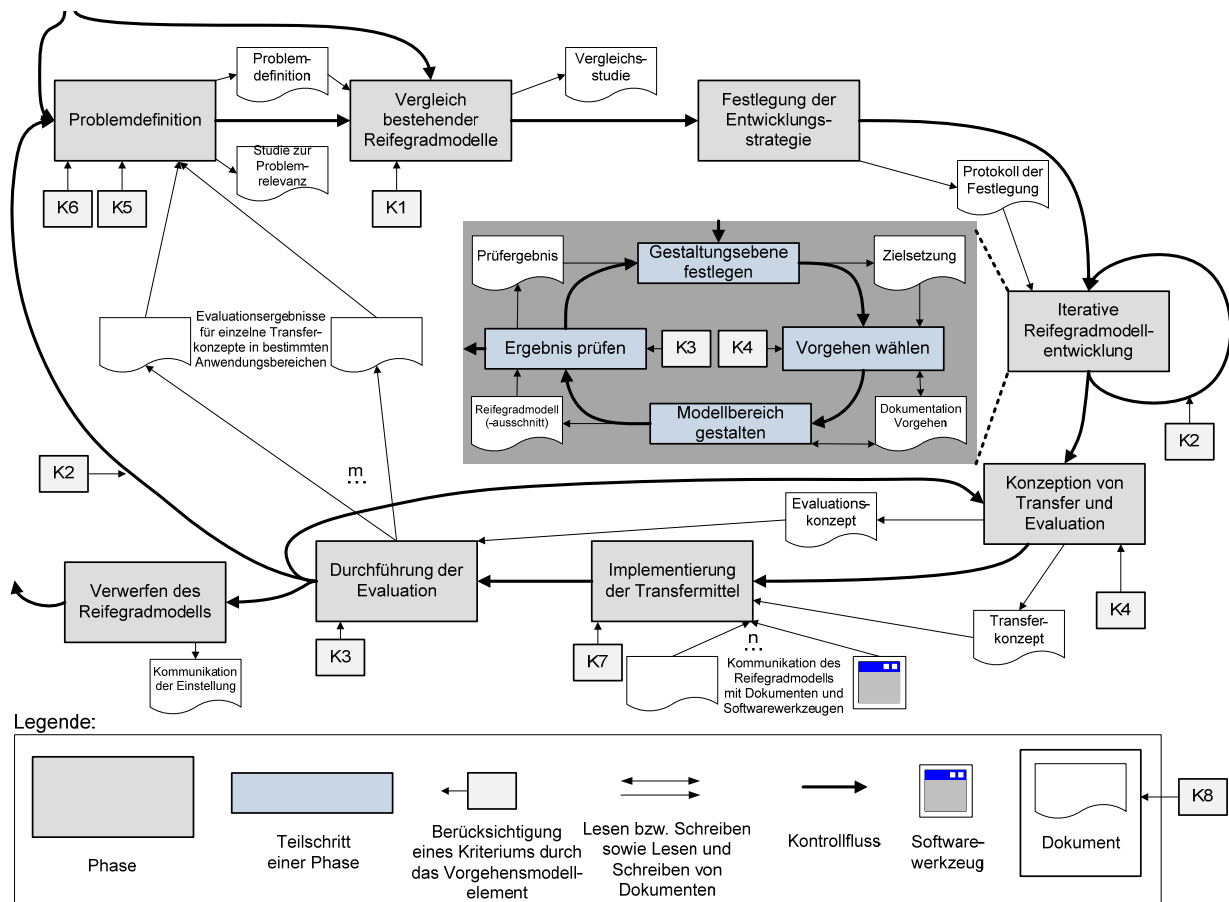 Problem-
definition
Vergleichs-
studie
Problemdefinition
Vergleich
bestehender
Reifegradmodelle
Festlegung der
Entwicklungs-
strategie
Studie zur
Problem-
relevanz
Protokoll der
Festlegung
K6
K5
K1
Prüfergebnis
Gestaltungsebene
festlegen
Zielsetzung
Iterative
Reifegradmodell-
entwicklung
Evaluationsergebnisse
für einzelne Transfer-
konzepte in bestimmten
Anwendungsbereichen
Ergebnis prüfen
K3
K4
Vorgehen wählen
Reifegradmodell
(-ausschnitt)
Modellbereich
gestalten
Dokumentation
Vorgehen
K2
K2
m
...
Konzeption von
Transfer und
Evaluation
Evaluations-
konzept
Verwerfen des
Reifegradmodells
Durchführung der
Evaluation
Implementierung
der Transfermittel
K4
Transfer-
konzept
K3
K7
n
...
Kommunikation
der Einstellung
Kommunikation des
Reifegradmodells
mit Dokumenten und
Softwarewerkzeugen
Legende:
Phase
Teilschritt
einer Phase
Berücksichtigung
eines Kriteriums durch
das Vorgehensmodell-
element
Lesen bzw. Schreiben
sowie Lesen und
Schreiben von
Dokumenten
Kontrollfluss
Software-
werkzeug
Dokument
K8